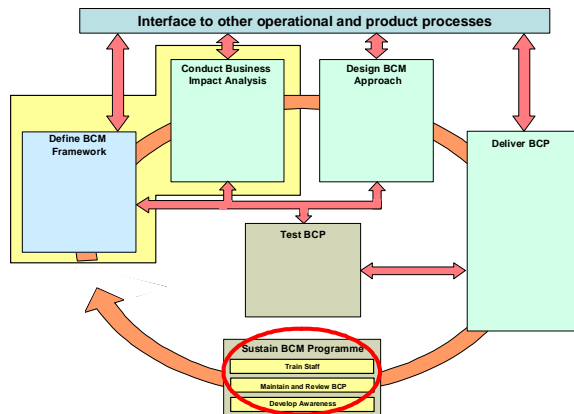 Interface to other operational and product processes
Conduct Business
Impact Analysis
Design BCM
Approach
Define BCM
Framework
Deliver BCP
Test BCP
Sustain BCM Programme
Train Staff
Maintain and Review BCP
Develop Awareness